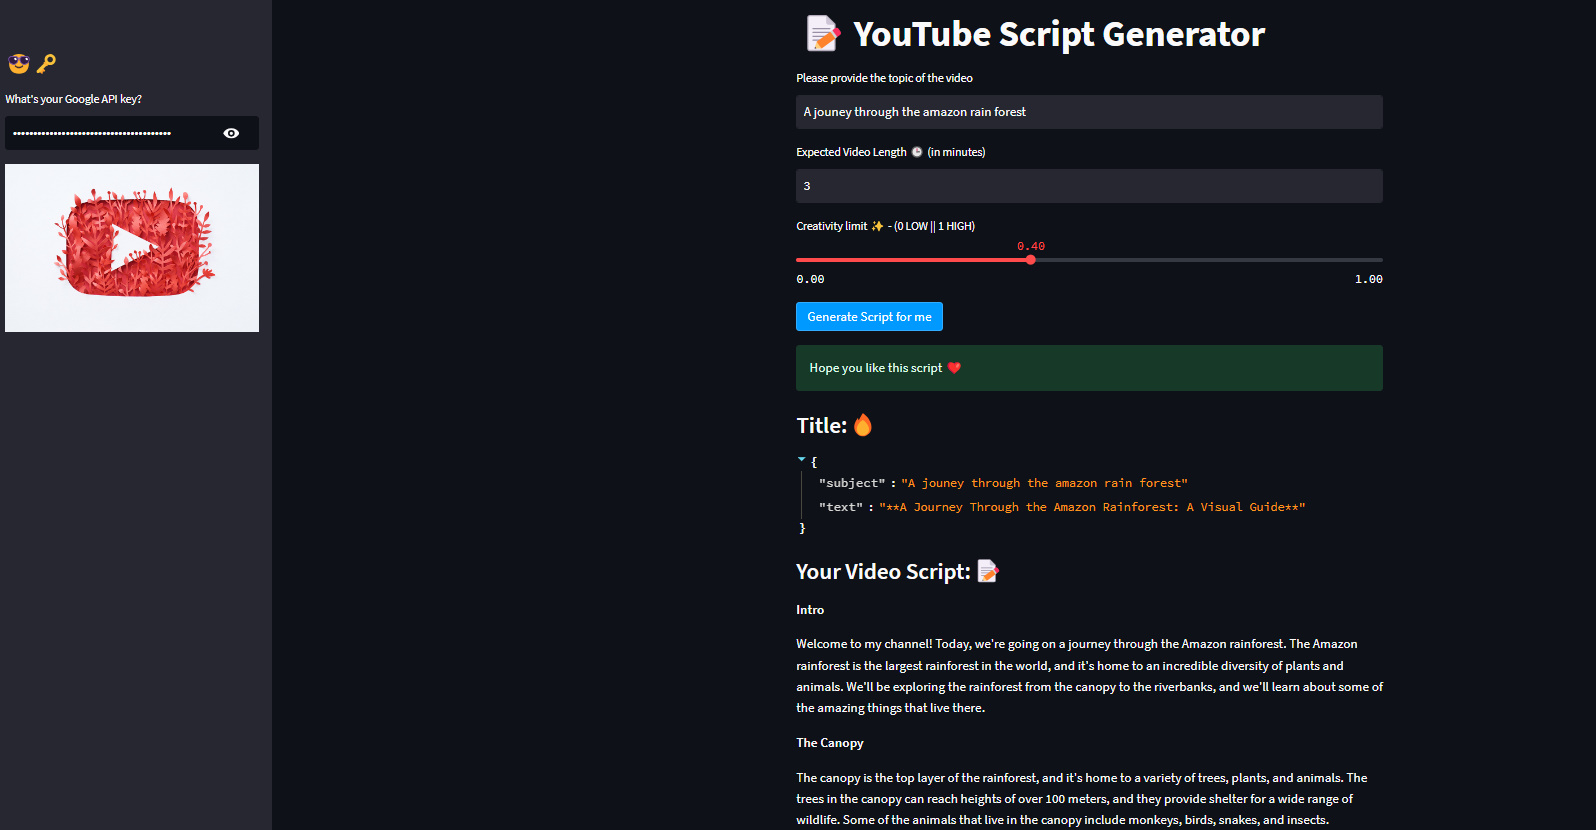 What's your Google API key?
YouTube Script Generator
Please provide the topic of the video
A jouney through the amazon rain forest
Expected Video Length 🕒 (in minutes)
3
Creativity limit ✨ - (0 LOW || 1 HIGH)
0.40
0.00 1.00
Generate Script for me
Hope you like this script ❤️
Title: 🔥
{
"subject" : "A jouney through the amazon rain forest"
"text" : "**A Journey Through the Amazon Rainforest: A Visual Guide**"
}
Your Video Script: 📝
Intro
Welcome to my channel! Today, we're going on a journey through the Amazon rainforest. The Amazon
rainforest is the largest rainforest in the world, and it's home to an incredible diversity of plants and
animals. We'll be exploring the rainforest from the canopy to the riverbanks, and we'll learn about some of
the amazing things that live there.
The Canopy
The canopy is the top layer of the rainforest, and it's home to a variety of trees, plants, and animals. The
trees in the canopy can reach heights of over 100 meters, and they provide shelter for a wide range of
wildlife. Some of the animals that live in the canopy include monkeys, birds, snakes, and insects.